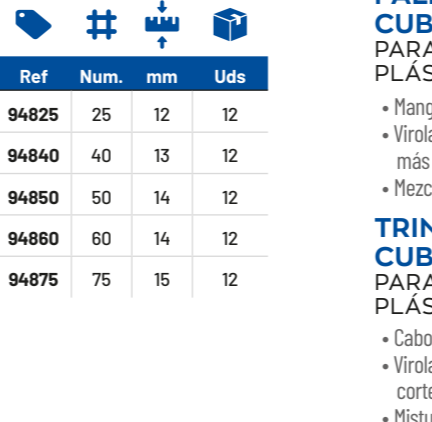 Ref Num. mm Uds
94825 25 12 12
94840 40 13 12
94850 50 14 12
94860 60 14 12
94875 75 15 12
CUB
PARA
PLÁS
• Mang
• Virola
más
• Mezc
TRIN
CUB
PARA
PLÁS
• Cabo
• Virola
corte
• Mistu